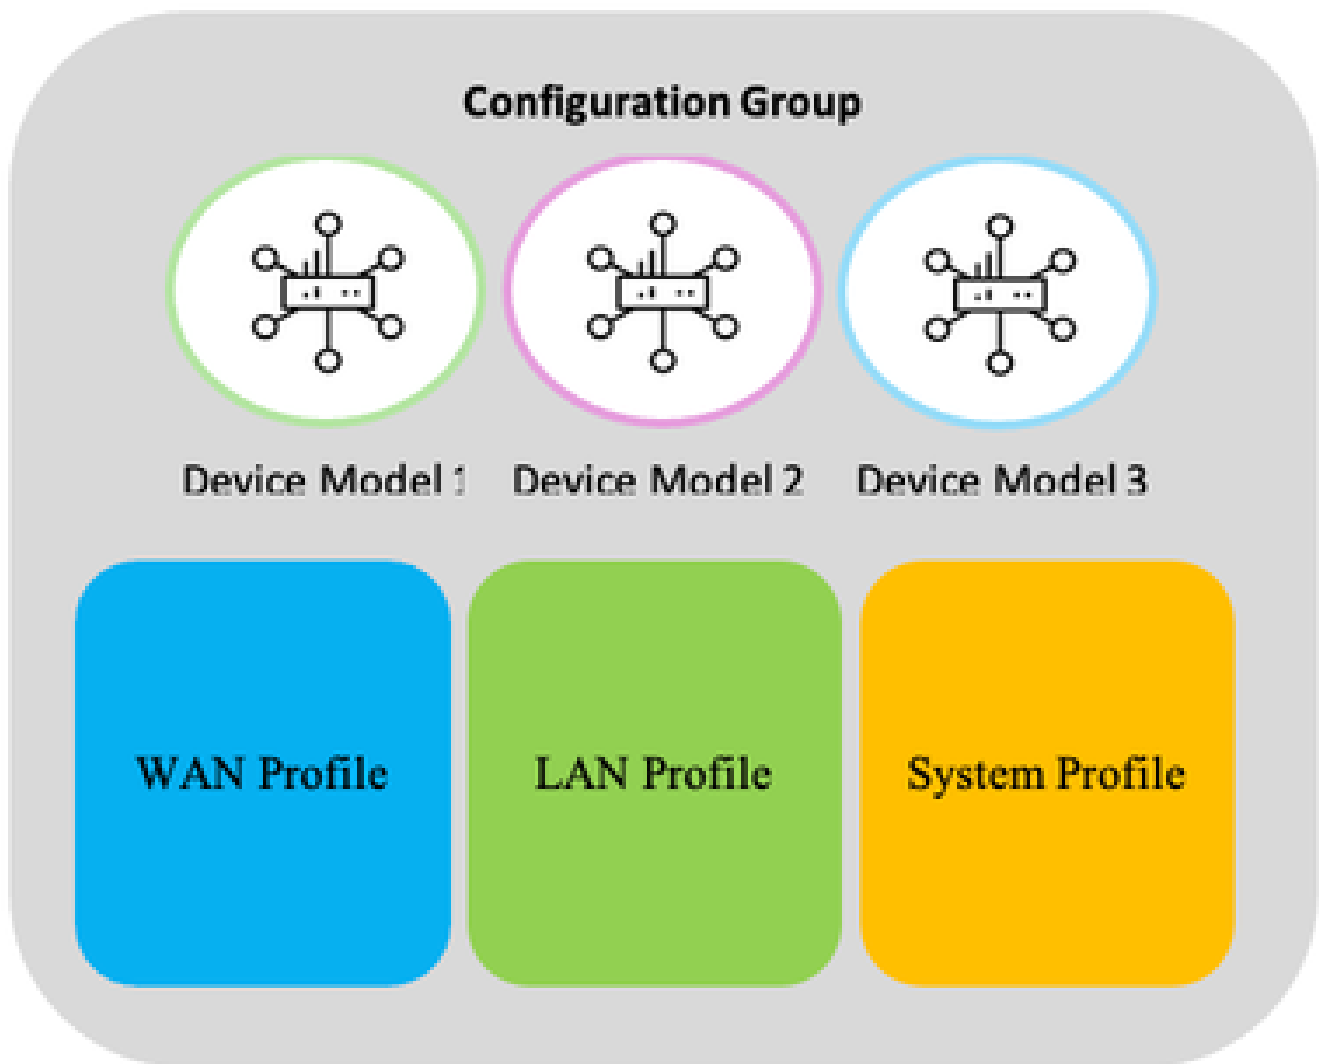 Configuration Group
Device Model 1
Device Model 2
Device Model 3
WAN Profile
LAN Profile
System Profile